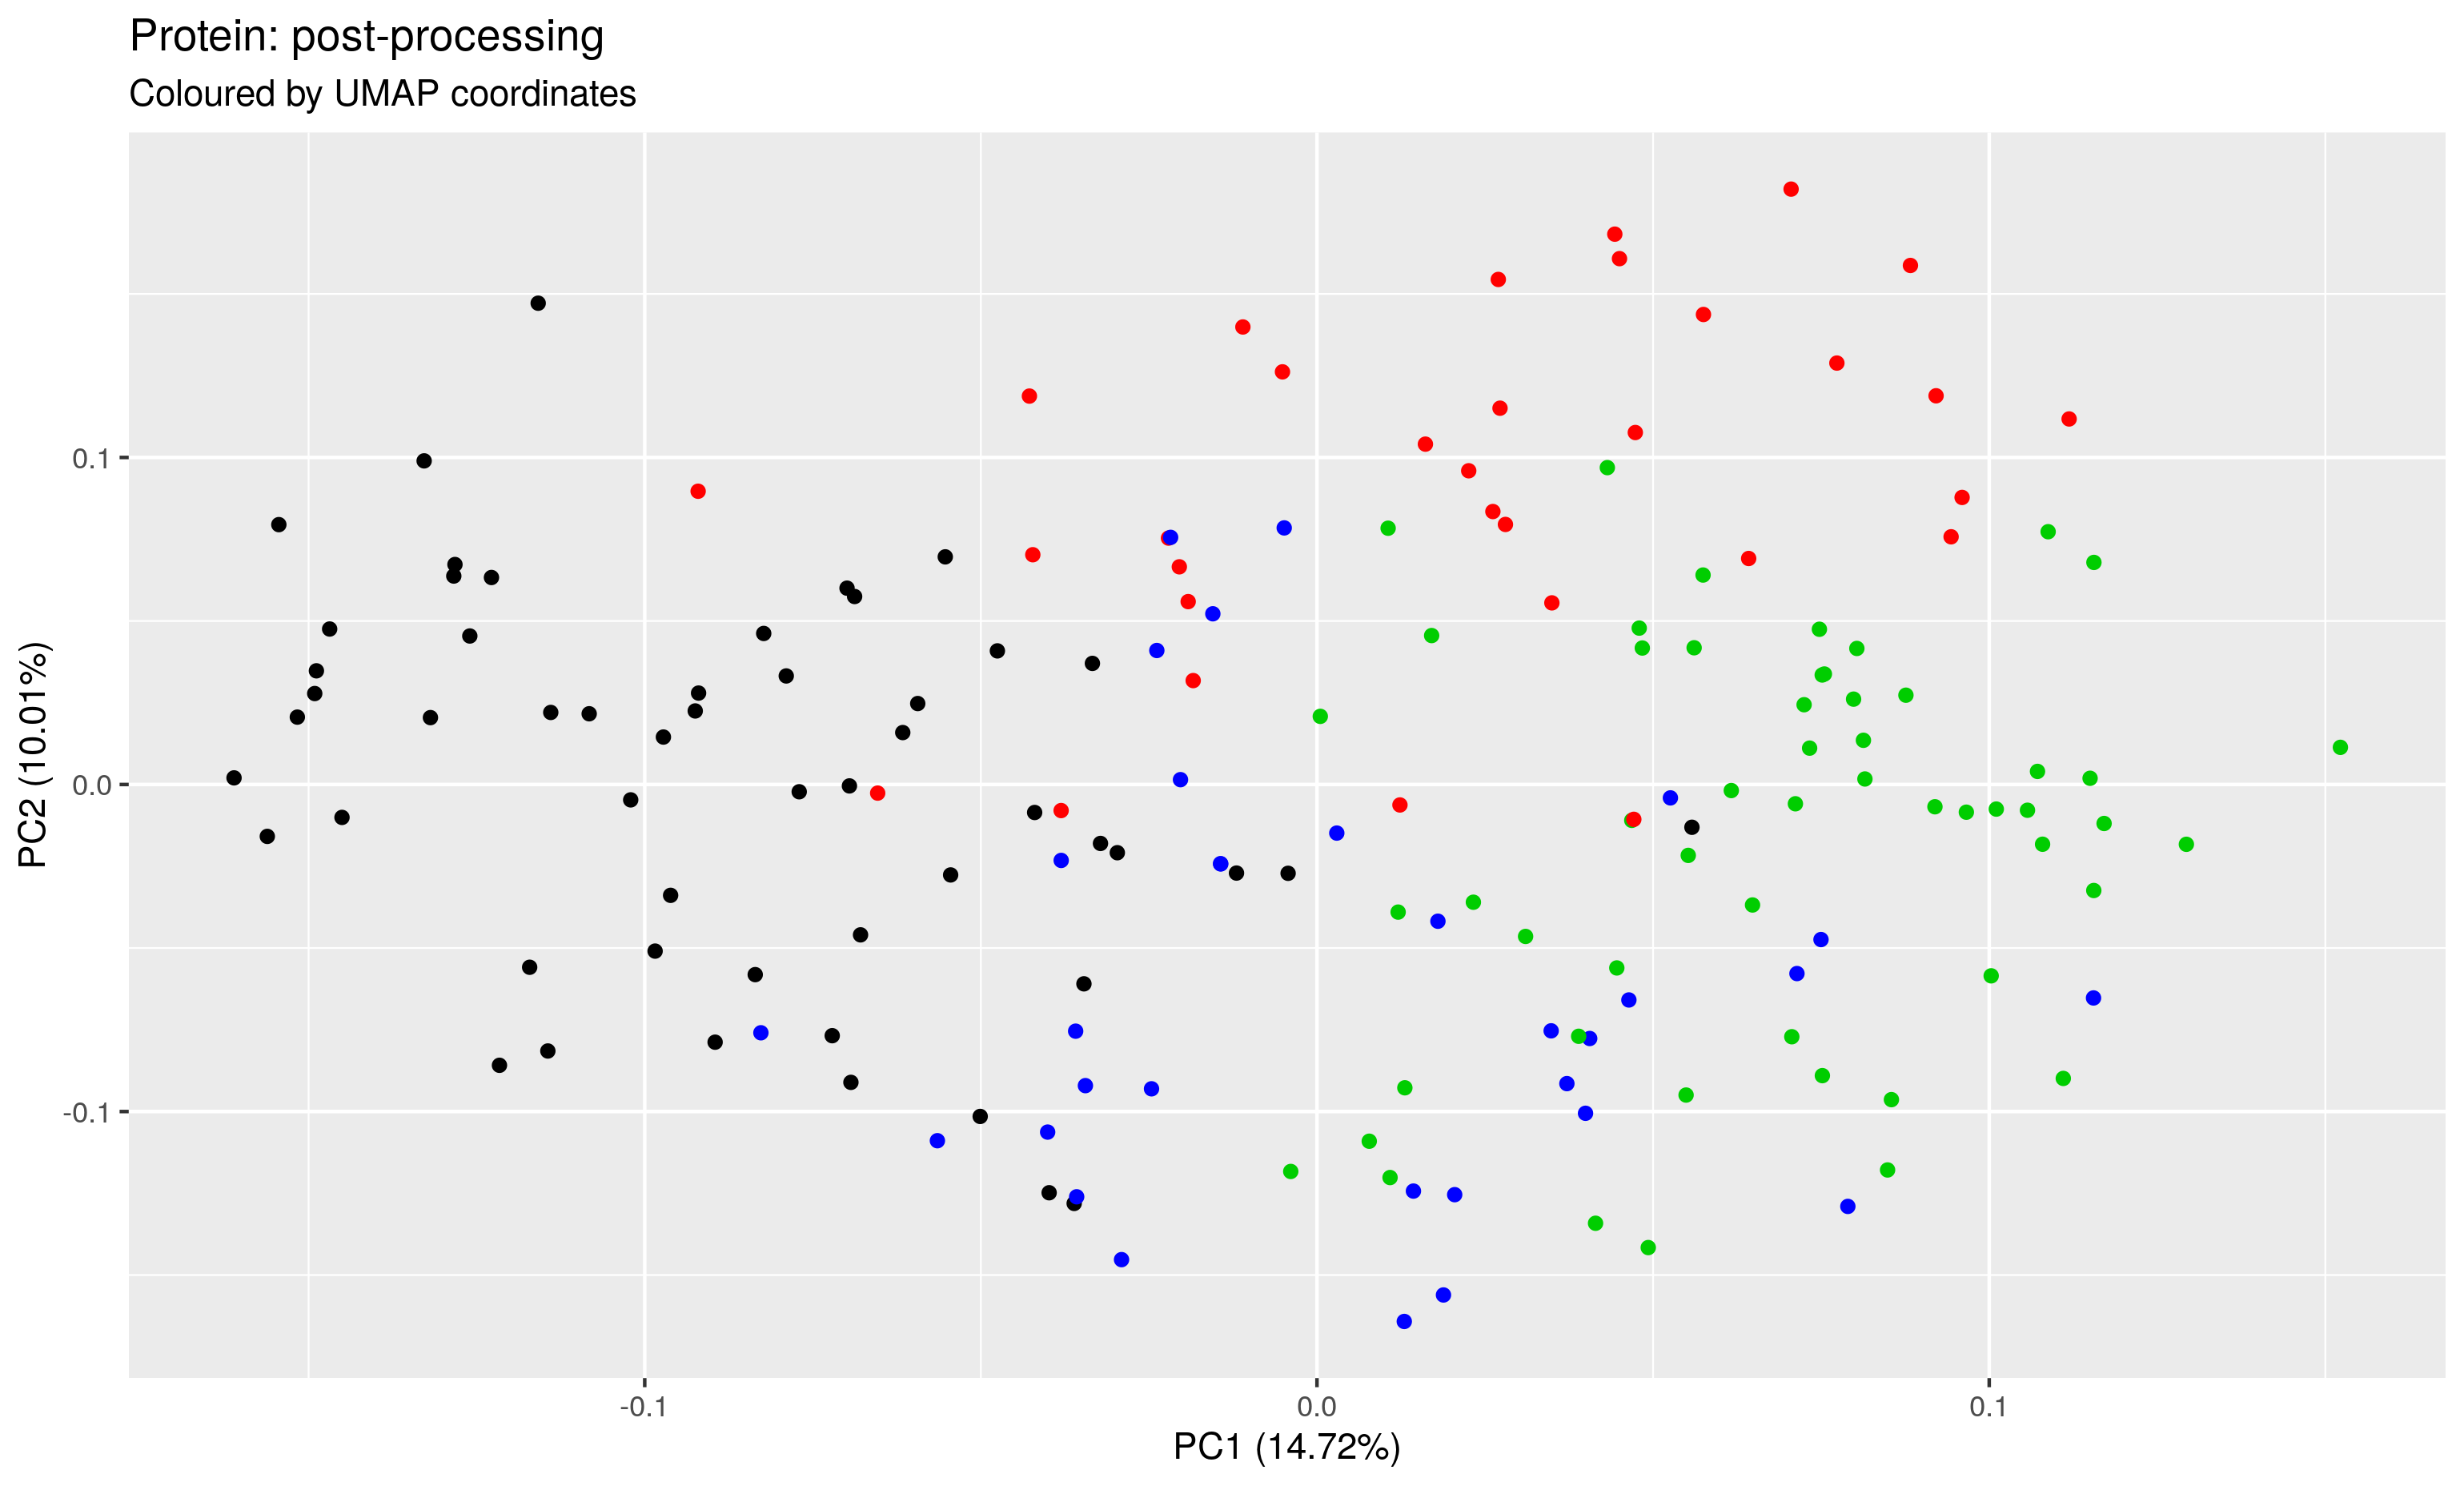 Protein: post-processing
Coloured by UMAP coordinates
PC2 (10.01%)
0.1
0.0
-0.1
-0.1
0.0
0.1
PC1 (14.72%)